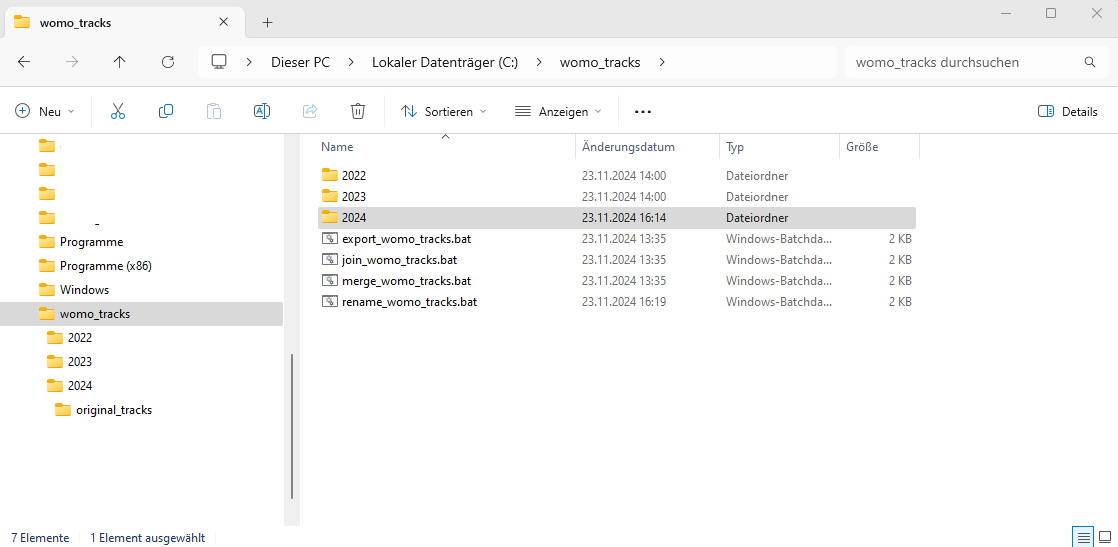 womo_tracks
Dieser PC Lokaler Datenträger (C:) womo_tracks
womo_tracks durchsuchen
Neu Sortieren Anzeigen Details
Programme
Programme (x86)
Windows
womo_tracks
2022
2023
2024
original_tracks
Name Änderungsdatum Typ Größe
2022 23.11.2024 14:00 Dateiordner
2023 23.11.2024 14:00 Dateiordner
2024 23.11.2024 16:14 Dateiordner
export_womo_tracks.bat 23.11.2024 13:35 Windows-Batchda... 2 KB
join_womo_tracks.bat 23.11.2024 13:35 Windows-Batchda... 2 KB
merge_womo_tracks.bat 23.11.2024 13:35 Windows-Batchda... 2 KB
rename_womo_tracks.bat 23.11.2024 16:19 Windows-Batchda... 2 KB
7 Elemente 1 Element ausgewählt